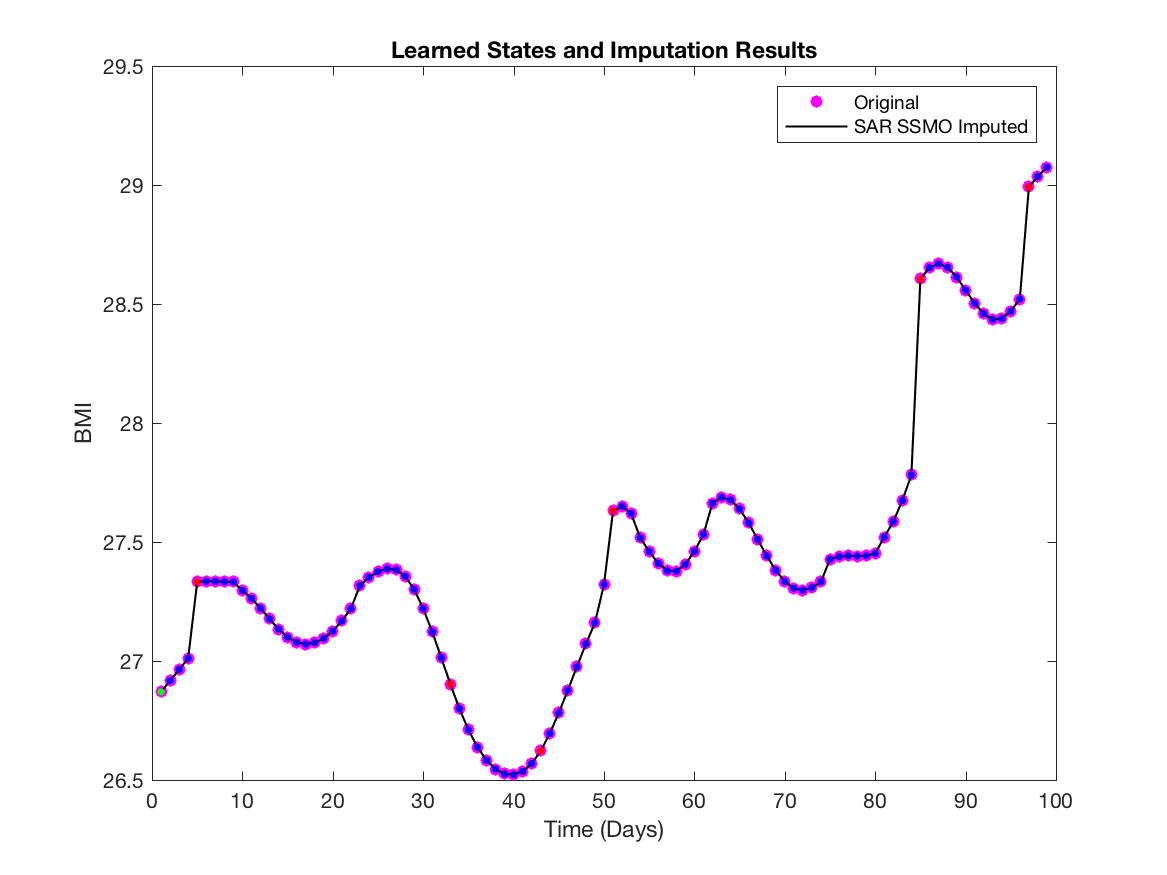 Learned States and Imputation Results
29.5
29
28.5
28
27.5
27
26.5
BMI
Original
SAR SSMO Imputed
0 10 20 30 40 50 60 70 80 90 100
Time (Days)